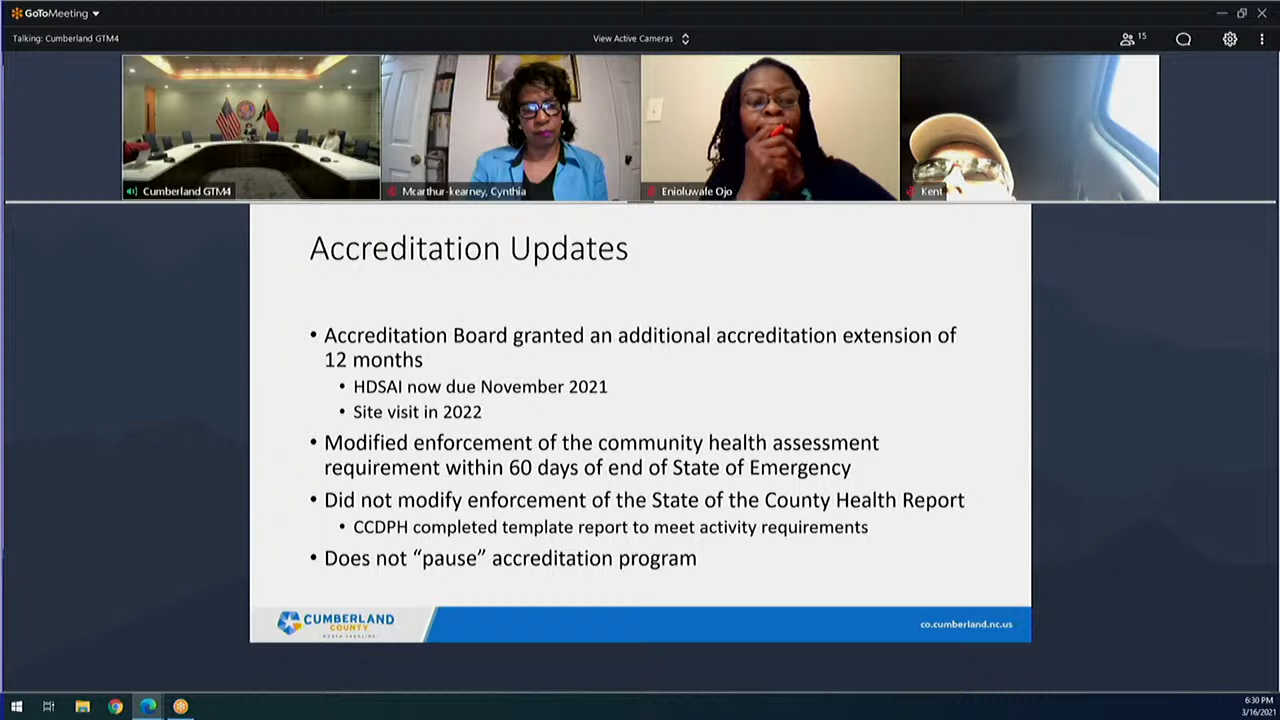 GoToMeeting
Talking: Cumberland GTM4
View Active Cameras
15
Cumberland GTM4
Mcarthur-kearney, Cynthia
Enioluwale Ojo
Kent
Accreditation Updates
• Accreditation Board granted an additional accreditation extension of
12 months
• HDSAI now due November 2021
• Site visit in 2022
• Modified enforcement of the community health assessment
requirement within 60 days of end of State of Emergency
• Did not modify enforcement of the State of the County Health Report
• CCDPH completed template report to meet activity requirements
• Does not “pause” accreditation program
CUMBERLAND
COUNTY
NORTH CAROLINA
co.cumberland.nc.us
6:30 PM
3/16/2021